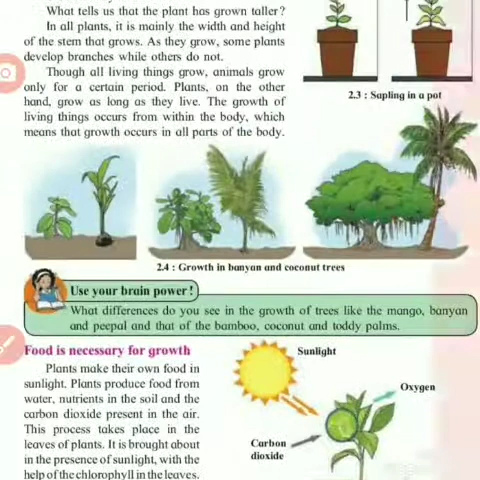 What tells us that the plant has grown taller?
In all plants, it is mainly the width and height
of the stem that grows. As they grow, some plants
develop branches while others do not.
Though all living things grow, animals grow
only for a certain period. Plants, on the other
hand, grow as long as they live. The growth of
living things occurs from within the body, which
means that growth occurs in all parts of the body.
2.3 : Sapling in a pot
2.4 : Growth in banyan and coconut trees
Use your brain power !
What differences do you see in the growth of trees like the mango, banyan
and peepal and that of the bamboo, coconut and toddy palms.
Food is necessary for growth
Plants make their own food in
sunlight. Plants produce food from
water, nutrients in the soil and the
carbon dioxide present in the air.
This process takes place in the
leaves of plants. It is brought about
in the presence of sunlight, with the
help of the chlorophyll in the leaves.
Sunlight
Oxygen
Carbon
dioxide